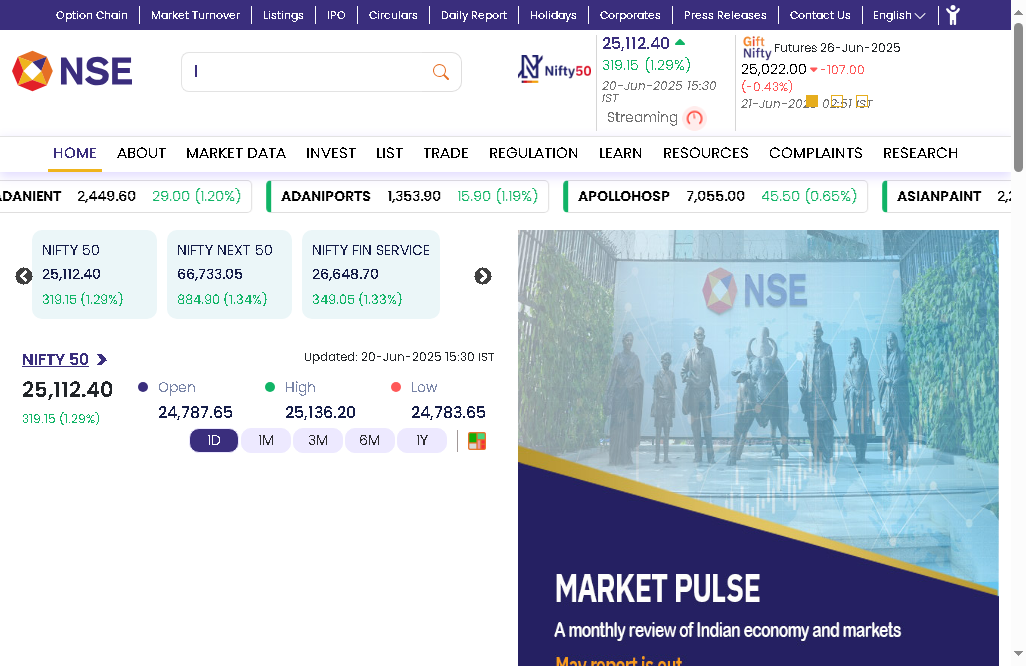 Option Chain
Market Turnover
Listings
IPO
Circulars
Daily Report
Holidays
Corporates
Press Releases
Contact Us
English
NSE
Nifty50
25,112.40
319.15 (1.29%)
20-Jun-2025 15:30
IST
Streaming
Gift
Nifty
Futures 26-Jun-2025
25,022.00
-107.00
(-0.43%)
21-Jun-2025 02:51 IST
HOME
ABOUT
MARKET DATA
INVEST
LIST
TRADE
REGULATION
LEARN
RESOURCES
COMPLAINTS
RESEARCH
DANIENT 2,449.60 29.00 (1.20%)
ADANIPORTS 1,353.90 15.90 (1.19%)
APOLLOHOSP 7,055.00 45.50 (0.65%)
ASIANPAINT
NIFTY 50
25,112.40
319.15 (1.29%)
NIFTY NEXT 50
66,733.05
884.90 (1.34%)
NIFTY FIN SERVICE
26,648.70
349.05 (1.33%)
NIFTY 50
Updated: 20-Jun-2025 15:30 IST
25,112.40
319.15 (1.29%)
Open
24,787.65
High
25,136.20
Low
24,783.65
1D
1M
3M
6M
1Y
NSE
MARKET PULSE
A monthly review of Indian economy and markets
May report is out